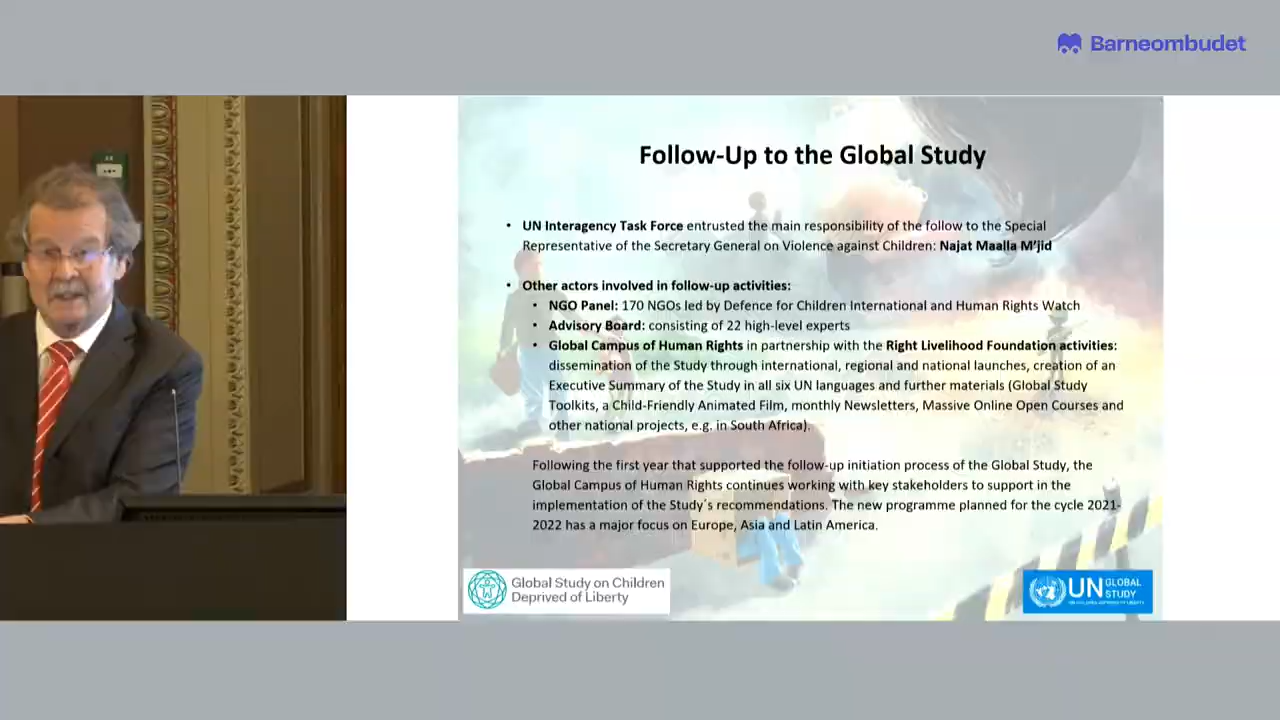 Barneombudet
Follow-Up to the Global Study
• UN Interagency Task Force entrusted the main responsibility of the follow to the Special
Representative of the Secretary General on Violence against Children: Najat Maalla M'jid
• Other actors involved in follow-up activities:
• NGO Panel: 170 NGOs led by Defence for Children International and Human Rights Watch
• Advisory Board: consisting of 22 high-level experts
• Global Campus of Human Rights in partnership with the Right Livelihood Foundation activities:
dissemination of the Study through international, regional and national launches, creation of an
Executive Summary of the Study in all six UN languages and further materials (Global Study
Toolkits, a Child-Friendly Animated Film, monthly Newsletters, Massive Online Open Courses and
other national projects, e.g. in South Africa).
Following the first year that supported the follow-up initiation process of the Global Study, the
Global Campus of Human Rights continues working with key stakeholders to support in the
implementation of the Study´s recommendations. The new programme planned for the cycle 2021-
2022 has a major focus on Europe, Asia and Latin America.
Global Study on Children
Deprived of Liberty
UN GLOBAL
STUDY
ON CHILDREN DEPRIVED OF LIBERTY